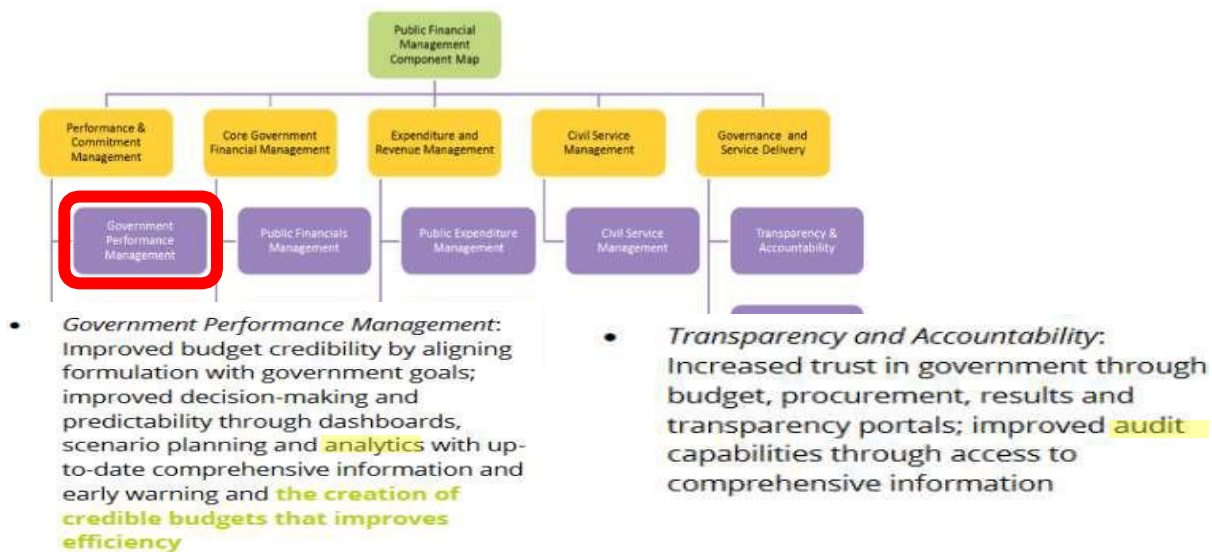 Public Financial
Management
Component Map
Performance &
Commitment
Management
Core Government
Financial Management
Expenditure and
Revenue Management
Civil Service
Management
Governance and
Service Delivery
Government
Performance
Management
Public Financials
Management
Public Expenditure
Management
Civil Service
Management
Transparency &
Accountability
• Government Performance Management:
Improved budget credibility by aligning
formulation with government goals;
improved decision-making and
predictability through dashboards,
scenario planning and analytics with up-
to-date comprehensive information and
early warning and the creation of
credible budgets that improves
efficiency
• Transparency and Accountability:
Increased trust in government through
budget, procurement, results and
transparency portals; improved audit
capabilities through access to
comprehensive information